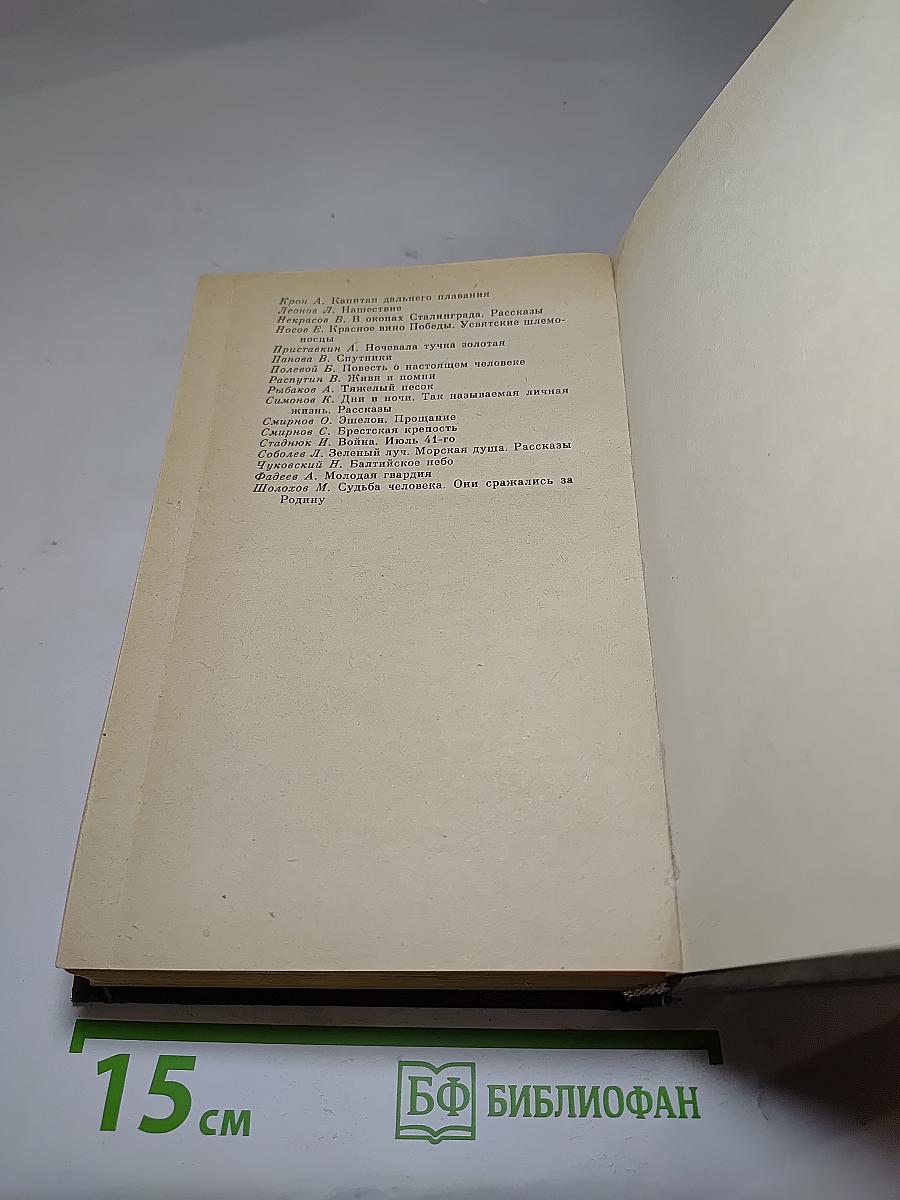 Крон А. Капитан дальнего плавания
Леонов Л. Нашествие
Некрасов В. В окопах Сталинграда. Рассказы
Носов Е. Красное вино Победы. Усвятские шлемо-
носцы
Приставкин А. Ночевала тучка золотая
Панова В. Спутники
Полевой Б. Повесть о настоящем человеке
Распутин В. Живи и помни
Рыбаков А. Тяжелый песок
Симонов К. Дни и ночи. Так называемая личная
жизнь. Рассказы
Смирнов О. Эшелон. Прощание
Смирнов С. Брестская крепость
Стаднюк И. Война. Июль 41-го
Соболев Л. Зеленый луч. Морская душа. Рассказы
Чуковский Н. Балтийское небо
Фадеев А. Молодая гвардия
Шолохов М. Судьба человека. Они сражались за
Родину
15 см
БФ БИБЛИОФАН